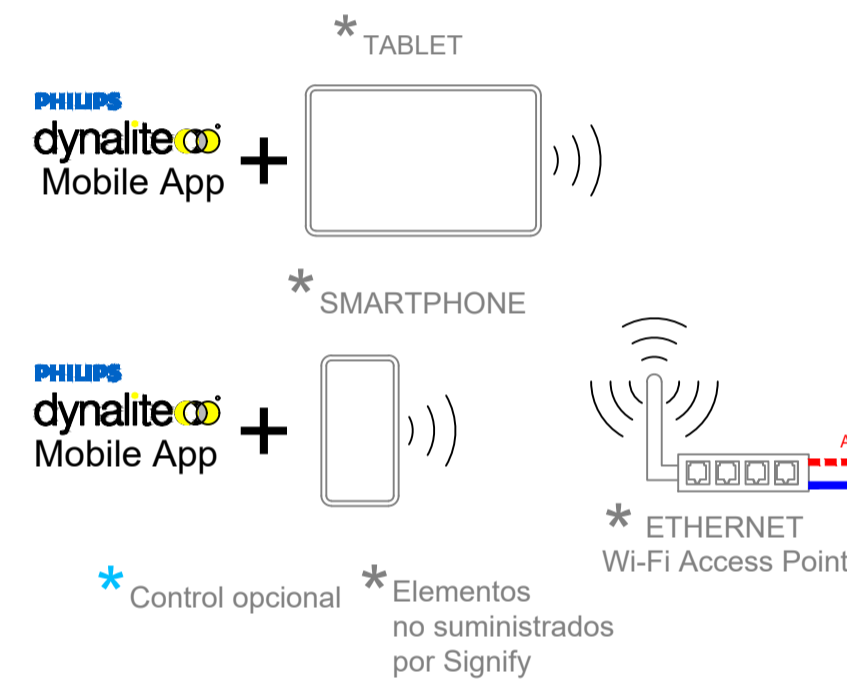 * TABLET
PHILIPS
dynalite
Mobile App
+
* SMARTPHONE
PHILIPS
dynalite
Mobile App
+
* ETHERNET
Wi-Fi Access Point
* Control opcional
* Elementos
no suministrados
por Signify